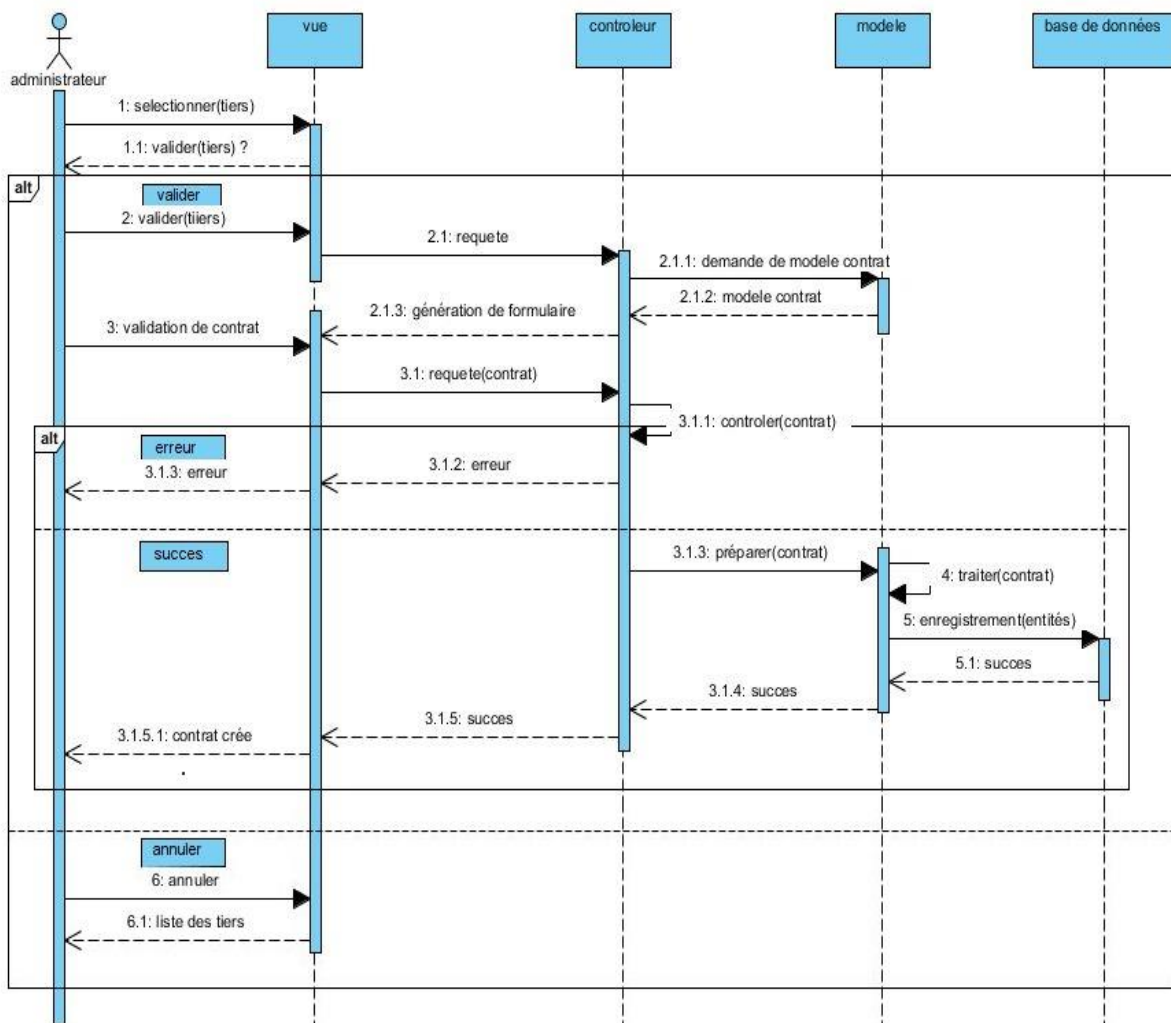 vue
controleur
modele
base de données
administrateur
1: selectionner(tiers)
1.1: valider(tiers) ?
alt
valider
2: valider(tiiers)
2.1: requete
2.1.1: demande de modele contrat
2.1.2: modele contrat
2.1.3: génération de formulaire
3: validation de contrat
3.1: requete(contrat)
3.1.1: controler(contrat)
alt
erreur
3.1.2: erreur
3.1.3: erreur
succes
3.1.3: préparer(contrat)
4: traiter(contrat)
5: enregistrement(entités)
5.1: succes
3.1.4: succes
3.1.5: succes
3.1.5.1: contrat crée
.
annuler
6: annuler
6.1: liste des tiers